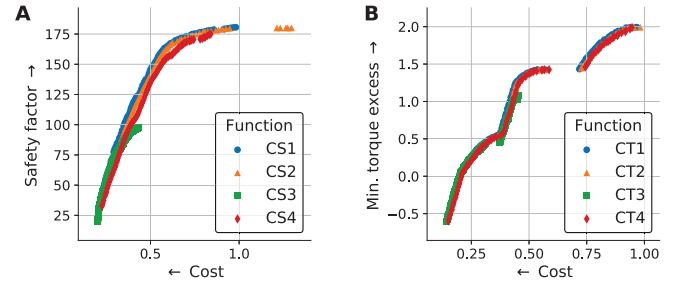 A
Safety factor →
175
150
125
100
75
50
25
0.5
1.0
← Cost
Function
CS1
CS2
CS3
CS4
B
Min. torque excess →
2.0
1.5
1.0
0.5
0.0
−0.5
0.25
0.50
0.75
1.00
← Cost
Function
CT1
CT2
CT3
CT4